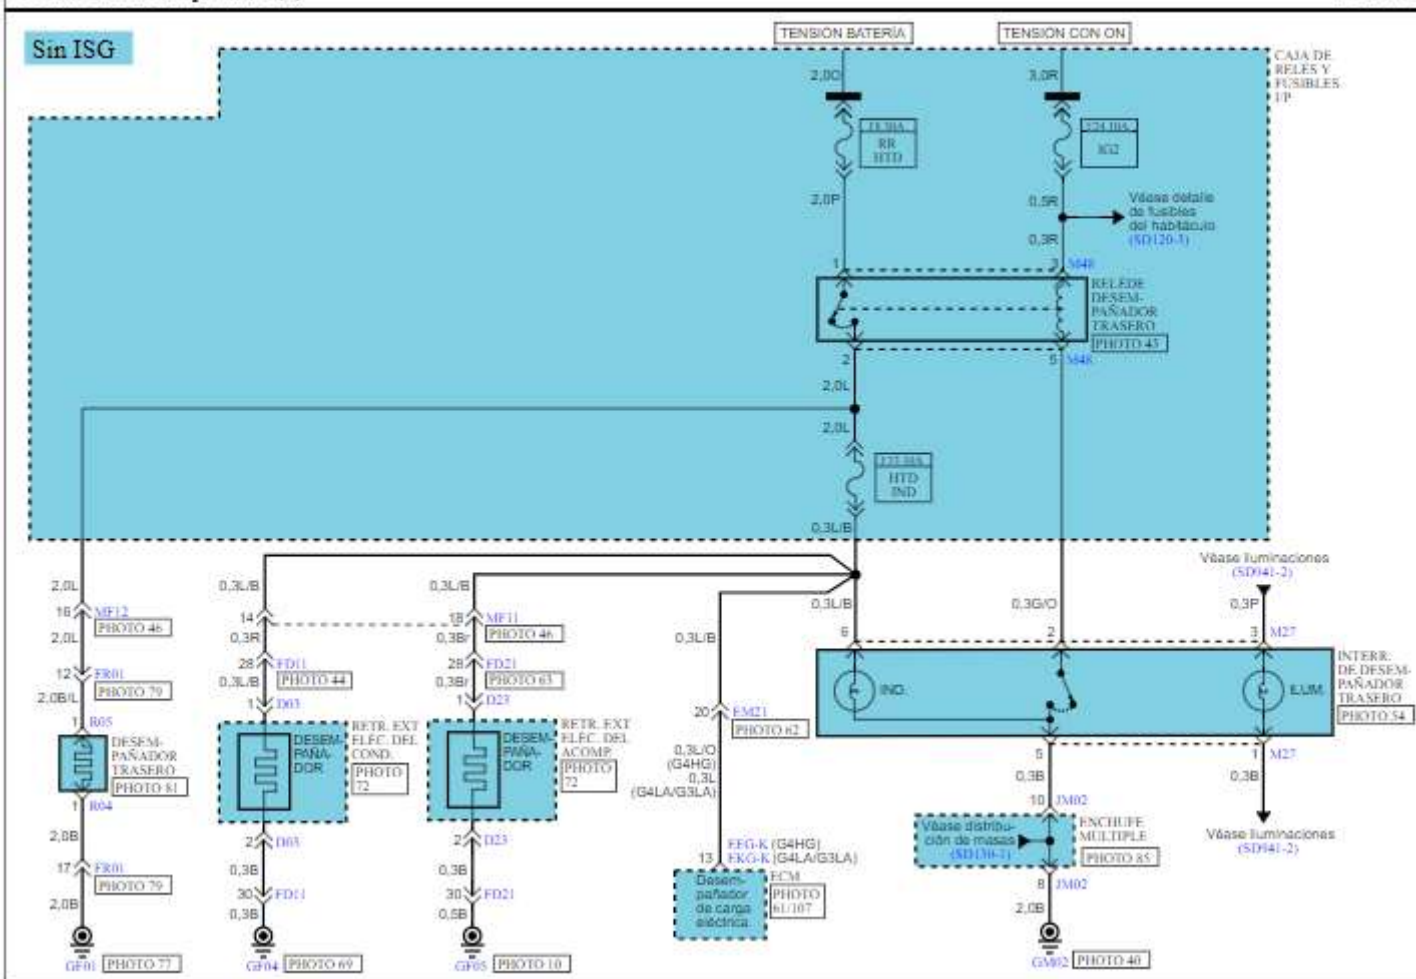 Sin ISG
TENSIÓN BATERÍA
TENSIÓN CON ON
CAJA DE
RELÉS Y
FUSIBLES
I/P
2,0O
3,0R
RR
HTD
IG2
2,0P
0,5R
Véase detalle
de fusibles
del habitáculo
(SD120-3)
0,3R
1
3
M48
RELÉ DE
DESEM-
PAÑADOR
TRASERO
PHOTO 43
2
5
M48
2,0L
2,0L
HTD
IND
0,3L/B
Véase iluminaciones
(SD941-2)
2,0L
0,3L/B
0,3L/B
0,3L/B
0,3G/O
0,3P
16
MF12
PHOTO 46
14
18
MF11
PHOTO 46
6
2
3
M27
2,0L
0,3R
0,3Br
0,3L/B
12
FR01
PHOTO 79
28
FD11
PHOTO 44
28
FD21
PHOTO 63
INTERR.
DE DESEM-
PAÑADOR
TRASERO
PHOTO 54
IND.
ILUM.
2,0B/L
0,3L/B
0,3Br
1
R05
1
D03
1
D23
20
EM21
PHOTO 62
DESEM-
PAÑADOR
TRASERO
PHOTO 81
DESEM-
PAÑA-
DOR
RETR. EXT
ELÉC. DEL
COND.
PHOTO
72
DESEM-
PAÑA-
DOR
RETR. EXT
ELÉC. DEL
ACOMP.
PHOTO
72
0,3L/O
(G4HG)
0,3L
(G4LA/G3LA)
5
1
M27
0,3B
0,3B
1
R04
10
JM02
2,0B
2
D03
2
D23
Véase distribu-
ción de masas
(SD130-1)
ENCHUFE
MULTIPLE
PHOTO 85
Véase iluminaciones
(SD941-2)
17
FR01
PHOTO 79
0,3B
0,3B
13
EFG-K (G4HG)
EKG-K (G4LA/G3LA)
Desem-
pañador
de carga
eléctrica
ECM
PHOTO
61/107
8
JM02
30
FD11
30
FD21
2,0B
0,3B
0,5B
2,0B
GF01
PHOTO 77
GF04
PHOTO 69
GF05
PHOTO 10
GM02
PHOTO 40